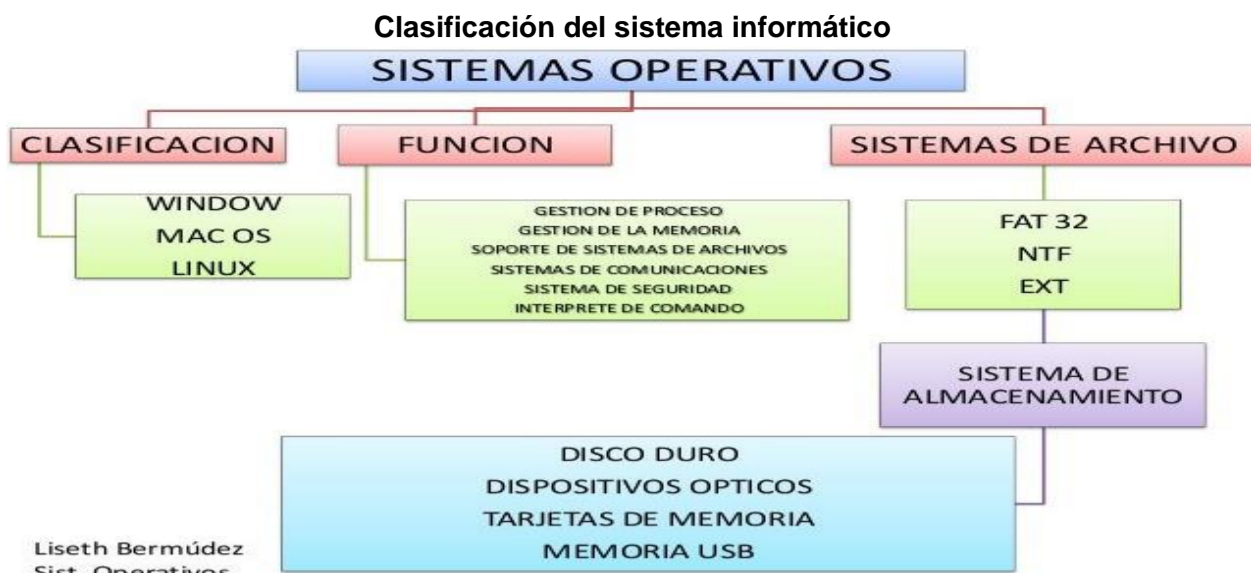 Clasificación del sistema informático
SISTEMAS OPERATIVOS
CLASIFICACION
WINDOW
MAC OS
LINUX
FUNCION
GESTION DE PROCESO
GESTION DE LA MEMORIA
SOPORTE DE SISTEMAS DE ARCHIVOS
SISTEMAS DE COMUNICACIONES
SISTEMA DE SEGURIDAD
INTERPRETE DE COMANDO
SISTEMAS DE ARCHIVO
FAT 32
NTF
EXT
SISTEMA DE
ALMACENAMIENTO
DISCO DURO
DISPOSITIVOS OPTICOS
TARJETAS DE MEMORIA
MEMORIA USB
Liseth Bermúdez
Sist. Operativos